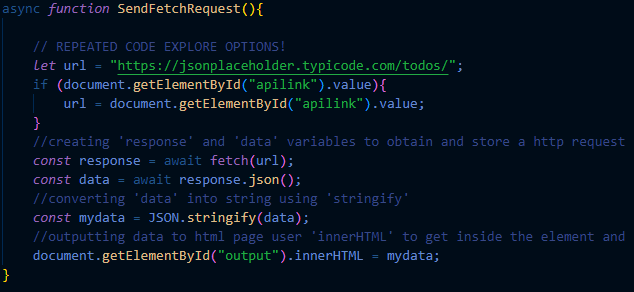 async function SendFetchRequest(){
// REPEATED CODE EXPLORE OPTIONS!
let url = "https://jsonplaceholder.typicode.com/todos/";
if (document.getElementById("apilink").value){
url = document.getElementById("apilink").value;
}
//creating 'response' and 'data' variables to obtain and store a http request
const response = await fetch(url);
const data = await response.json();
//converting 'data' into string using 'stringify'
const mydata = JSON.stringify(data);
//outputting data to html page user 'innerHTML' to get inside the element and
document.getElementById("output").innerHTML = mydata;
}